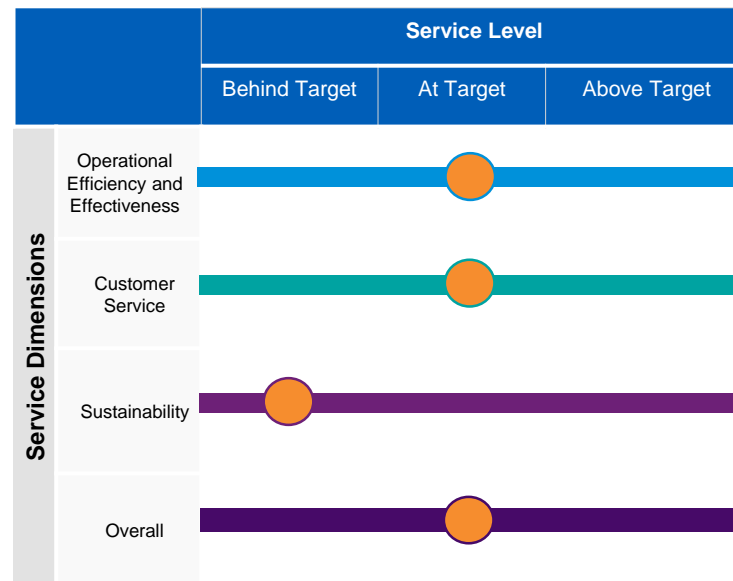 Service Level
Behind Target
At Target
Above Target
Service Dimensions
Operational
Efficiency and
Effectiveness
Customer
Service
Sustainability
Overall